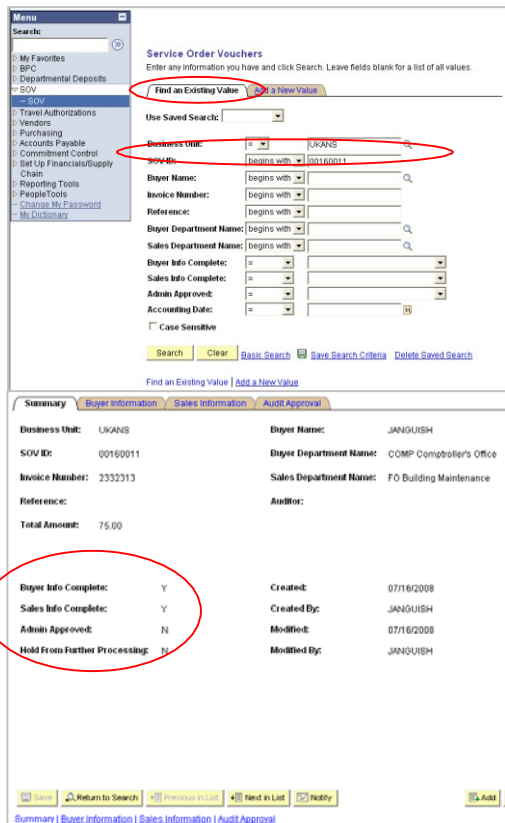 Menu
Search:
My Favorites
BPC
Departmental Deposits
SOV
– SOV
Travel Authorizations
Vendors
Purchasing
Accounts Payable
Commitment Control
Set Up Financials/Supply
Chain
Reporting Tools
PeopleTools
– Change My Password
– My Dictionary
Service Order Vouchers
Enter any information you have and click Search. Leave fields blank for a list of all values.
Find an Existing Value Add a New Value
Use Saved Search:
Business Unit: = UKANS
SOV ID: begins with 00160011
Buyer Name: begins with
Invoice Number: begins with
Reference: begins with
Buyer Department Name: begins with
Sales Department Name: begins with
Buyer Info Complete: =
Sales Info Complete: =
Admin Approved: =
Accounting Date: =
Case Sensitive
Search Clear Basic Search Save Search Criteria Delete Saved Search
Find an Existing Value | Add a New Value
Summary Buyer Information Sales Information Audit Approval
Business Unit: UKANS Buyer Name: JANGUISH
SOV ID: 00160011 Buyer Department Name: COMP Comptroller's Office
Invoice Number: 2332313 Sales Department Name: FO Building Maintenance
Reference: Auditor:
Total Amount: 75.00
Buyer Info Complete: Y Created: 07/16/2008
Sales Info Complete: Y Created By: JANGUISH
Admin Approved: N Modified: 07/16/2008
Hold From Further Processing: N Modified By: JANGUISH
Save Return to Search Previous in List Next in List Notify Add
Summary | Buyer Information | Sales Information | Audit Approval